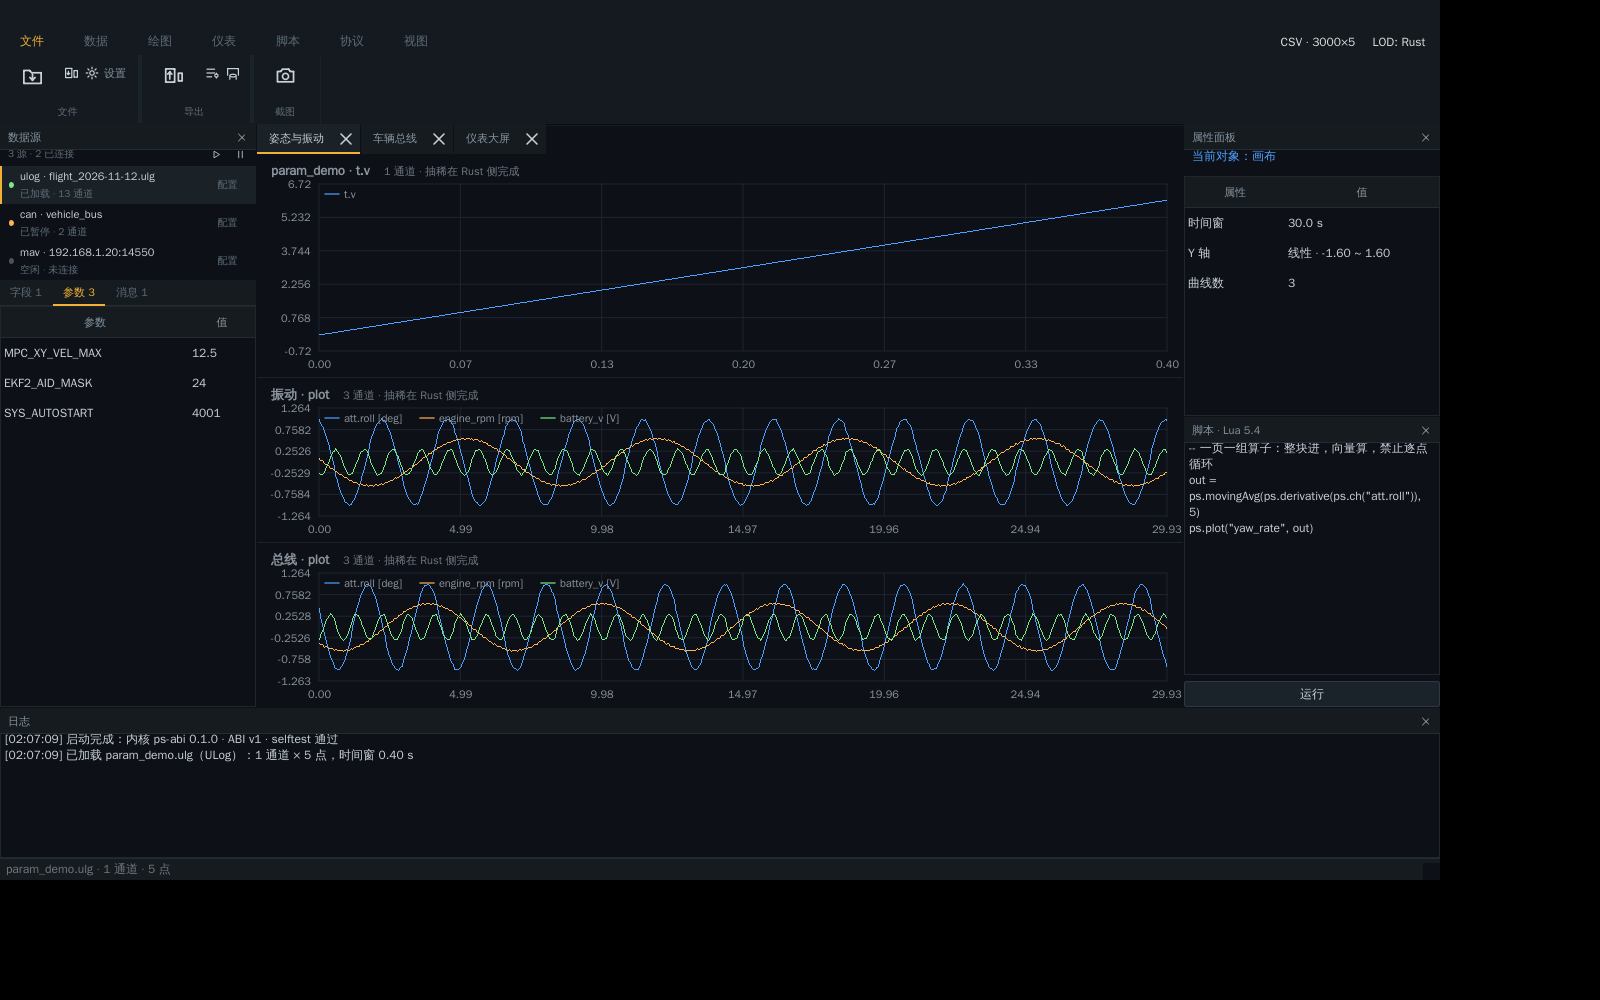 文件 数据 绘图 仪表 脚本 协议 视图
CSV · 3000×5 LOD: Rust
设置
文件 导出 截图
数据源
3 源 · 2 已连接
ulog · flight_2026-11-12.ulg
已加载 · 13 通道
配置
can · vehicle_bus
已暂停 · 2 通道
配置
mav · 192.168.1.20:14550
空闲 · 未连接
配置
字段 1 参数 3 消息 1
参数 值
MPC_XY_VEL_MAX 12.5
EKF2_AID_MASK 24
SYS_AUTOSTART 4001
姿态与振动 车辆总线 仪表大屏
param_demo · t.v 1 通道 · 抽稀在 Rust 侧完成
t.v
6.72
5.232
3.744
2.256
0.768
-0.72
0.00 0.07 0.13 0.20 0.27 0.33 0.40
振动 · plot 3 通道 · 抽稀在 Rust 侧完成
att.roll [deg] engine_rpm [rpm] battery_v [V]
1.264
0.7582
0.2526
-0.2529
-0.7584
-1.264
0.00 4.99 9.98 14.97 19.96 24.94 29.93
总线 · plot 3 通道 · 抽稀在 Rust 侧完成
att.roll [deg] engine_rpm [rpm] battery_v [V]
1.264
0.7582
0.2528
-0.2526
-0.758
-1.263
0.00 4.99 9.98 14.97 19.96 24.94 29.93
属性面板
当前对象：画布
属性 值
时间窗 30.0 s
Y 轴 线性 · -1.60 ~ 1.60
曲线数 3
脚本 · Lua 5.4
-- 一页一组算子：整块进，向量算，禁止逐点
循环
out =
ps.movingAvg(ps.derivative(ps.ch("att.roll")),
5)
ps.plot("yaw_rate", out)
运行
日志
[02:07:09] 启动完成：内核 ps-abi 0.1.0 · ABI v1 · selftest 通过
[02:07:09] 已加载 param_demo.ulg（ULog）：1 通道 × 5 点，时间窗 0.40 s
param_demo.ulg · 1 通道 · 5 点